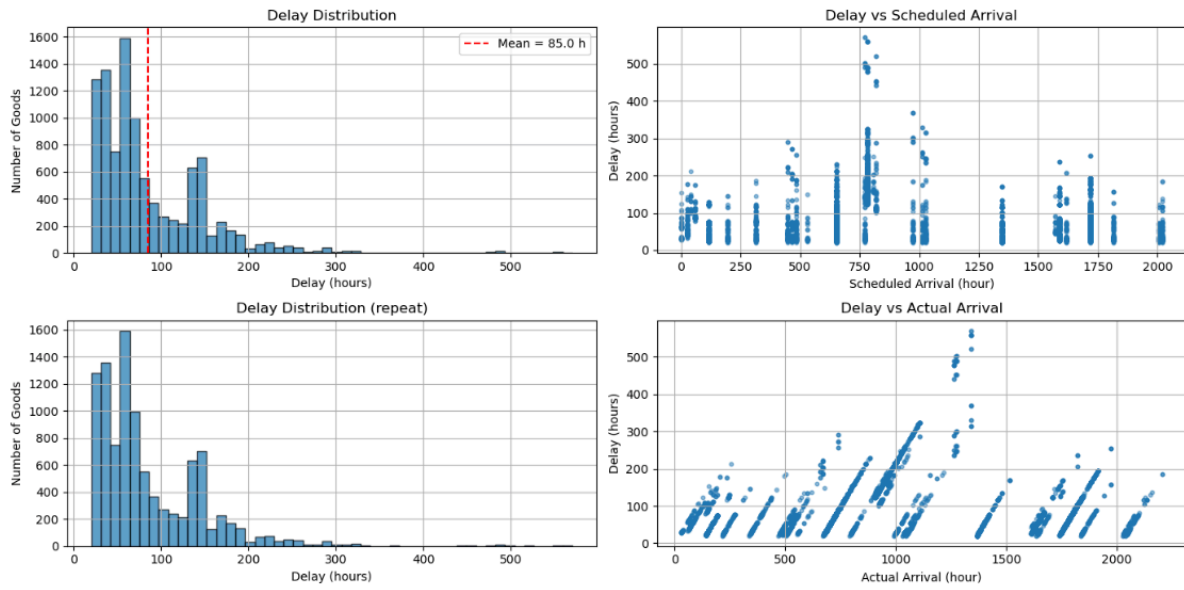 Delay Distribution
1600
1400
1200
1000
800
600
400
200
0
Number of Goods
Mean = 85.0 h
0 100 200 300 400 500
Delay (hours)
Delay vs Scheduled Arrival
500
400
300
200
100
0
Delay (hours)
0 250 500 750 1000 1250 1500 1750 2000
Scheduled Arrival (hour)
Delay Distribution (repeat)
1600
1400
1200
1000
800
600
400
200
0
Number of Goods
0 100 200 300 400 500
Delay (hours)
Delay vs Actual Arrival
500
400
300
200
100
0
Delay (hours)
0 500 1000 1500 2000
Actual Arrival (hour)